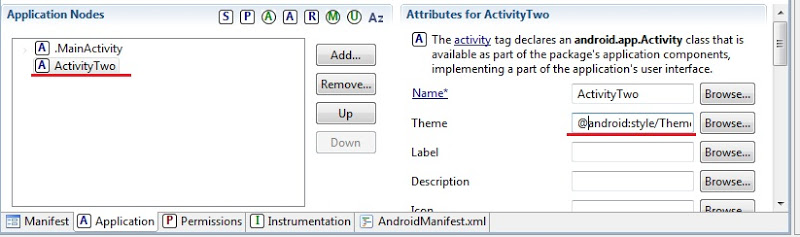 Application Nodes
S P A A R M U Az
A .MainActivity
A ActivityTwo
Add...
Remove...
Up
Down
Attributes for ActivityTwo
A The activity tag declares an android.app.Activity class that is
available as part of the package's application components,
implementing a part of the application's user interface.
Name* ActivityTwo Browse...
Theme @android:style/Theme Browse...
Label Browse...
Description Browse...
Icon Browse...
Manifest A Application P Permissions I Instrumentation AndroidManifest.xml